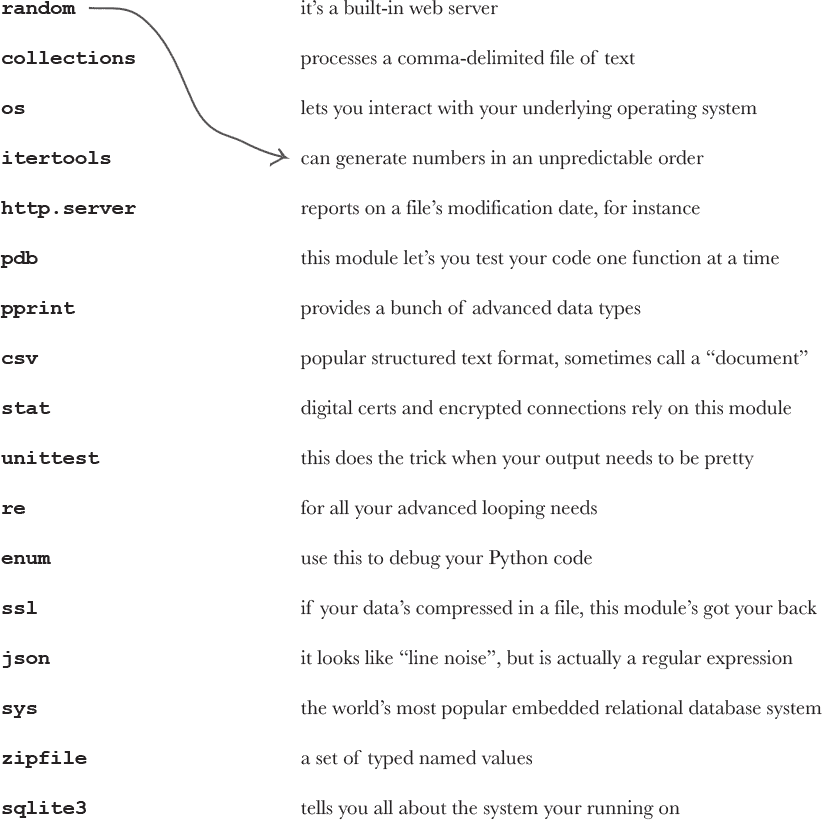 random it’s a built-in web server
collections processes a comma-delimited file of text
os lets you interact with your underlying operating system
itertools can generate numbers in an unpredictable order
http.server reports on a file’s modification date, for instance
pdb this module let’s you test your code one function at a time
pprint provides a bunch of advanced data types
csv popular structured text format, sometimes call a “document”
stat digital certs and encrypted connections rely on this module
unittest this does the trick when your output needs to be pretty
re for all your advanced looping needs
enum use this to debug your Python code
ssl if your data’s compressed in a file, this module’s got your back
json it looks like “line noise”, but is actually a regular expression
sys the world’s most popular embedded relational database system
zipfile a set of typed named values
sqlite3 tells you all about the system your running on